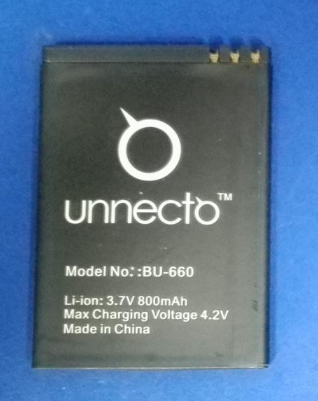 unnecto™
Model No.: :BU-660
Li-ion: 3.7V 800mAh
Max Charging Voltage 4.2V
Made in China